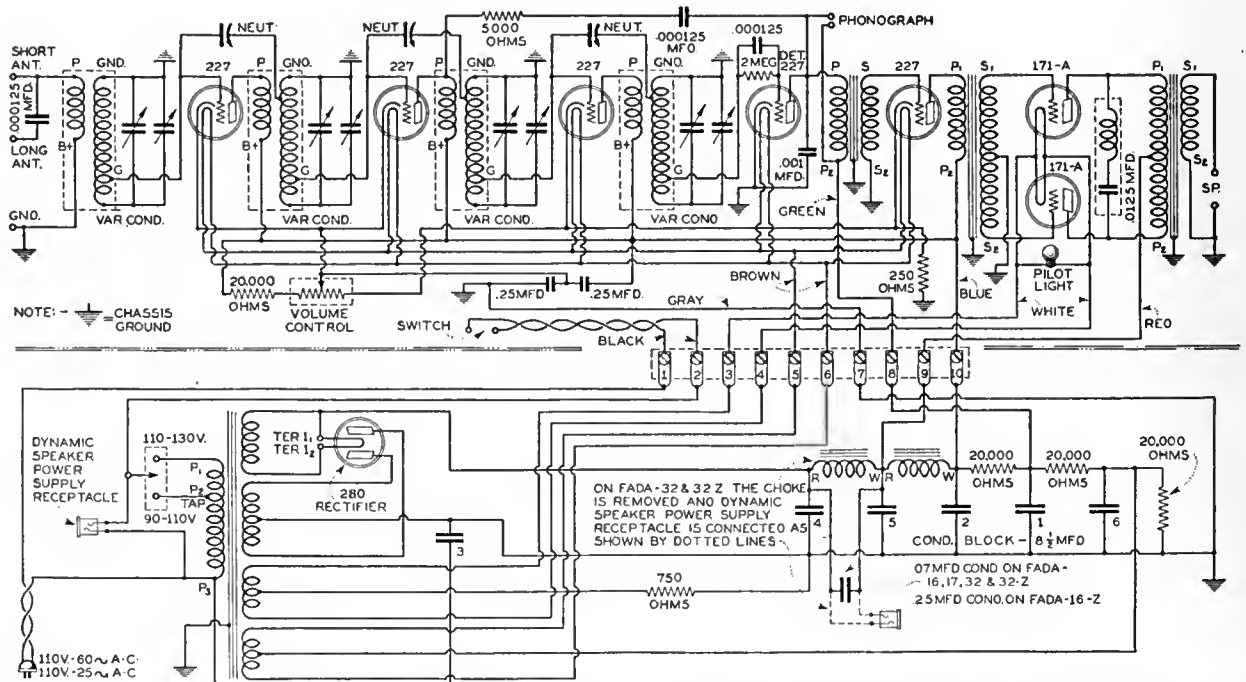 NEUT.
NEUT.
5000
OHMS
.000125
MFD.
PHONOGRAPH
.000125
2 MEG
DET.
227
SHORT
ANT.
.000125
MFD.
LONG
ANT.
GND.
P
GND.
B+
G
VAR COND.
227
P
GND.
B+
G
VAR COND.
227
P
GND.
B+
G
VAR COND.
227
P
GND.
B+
G
VAR COND
.001
MFD.
P
S
P2
S2
227
P1
S1
P2
S2
171-A
171-A
.0125 MFD.
P1
S1
P2
S2
SP.
GREEN
BROWN
GRAY
250
OHMS
BLUE
PILOT
LIGHT
WHITE
RED
20,000
OHMS
VOLUME
CONTROL
.25MFD
.25MFD.
NOTE:- =CHASSIS
GROUND
SWITCH
BLACK
1 2 3 4 5 6 7 8 9 10
DYNAMIC
SPEAKER
POWER
SUPPLY
RECEPTACLE
110-130V.
P1
P2
TAP
90-110V
P3
TER 1₁
TER 1₂
280
RECTIFIER
3
ON FADA-32 & 32 Z THE CHOKE
IS REMOVED AND DYNAMIC
SPEAKER POWER SUPPLY
RECEPTACLE IS CONNECTED AS
SHOWN BY DOTTED LINES-
R W R W
20,000
OHMS
20,000
OHMS
20,000
OHMS
4 5 2 1 6
COND. BLOCK - 8½ MFD
07 MFD COND ON FADA-
16,17,32 & 32-Z
.25 MFD COND. ON FADA-16-Z
750
OHMS
110V.-60~A-C
110V.-25~A-C